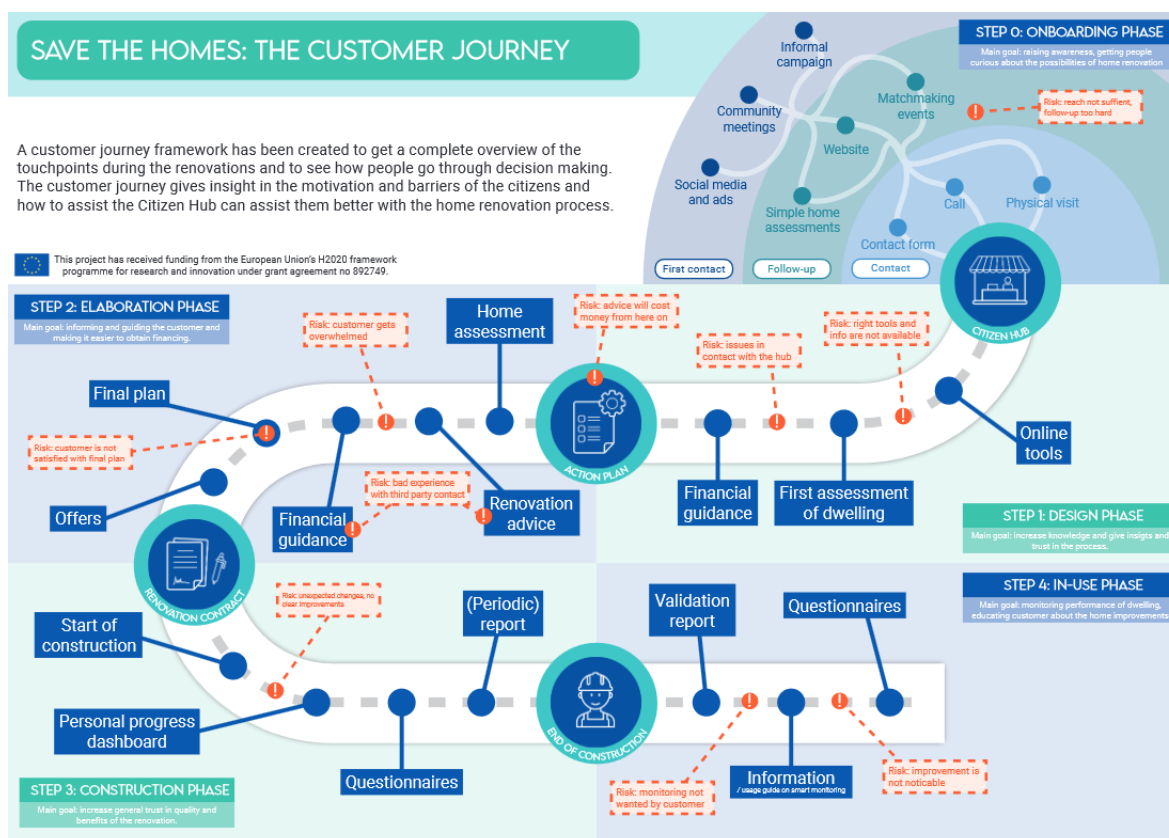 SAVE THE HOMES: THE CUSTOMER JOURNEY
A customer journey framework has been created to get a complete overview of the
touchpoints during the renovations and to see how people go through decision making.
The customer journey gives insight in the motivation and barriers of the citizens and
how to assist the Citizen Hub can assist them better with the home renovation process.
This project has received funding from the European Union's H2020 framework
programme for research and innovation under grant agreement no 892749.
STEP 0: ONBOARDING PHASE
Main goal: raising awareness, getting people
curious about the possibilities of home renovation
Informal
campaign
Community
meetings
Social media
and ads
Matchmaking
events
Website
Simple home
assessments
Risk: reach not suffient,
follow-up too hard
Call
Physical visit
Contact form
First contact
Follow-up
Contact
CITIZEN HUB
STEP 1: DESIGN PHASE
Main goal: increase knowledge and give insigts and
trust in the process.
Online
tools
Risk: right tools and
info are not available
First assessment
of dwelling
Risk: issues in
contact with the hub
Financial
guidance
Risk: advice will cost
money from here on
ACTION PLAN
STEP 2: ELABORATION PHASE
Main goal: informing and guiding the customer and
making it easier to obtain financing.
Home
assessment
Renovation
advice
Risk: customer gets
overwhelmed
Risk: bad experience
with third party contact
Financial
guidance
Final plan
Risk: customer is not
satisfied with final plan
Offers
RENOVATION CONTRACT
STEP 3: CONSTRUCTION PHASE
Main goal: increase general trust in quality and
benefits of the renovation.
Start of
construction
Risk: unexpected changes, no
clear improvements
Personal progress
dashboard
Questionnaires
(Periodic)
report
END OF CONSTRUCTION
STEP 4: IN-USE PHASE
Main goal: monitoring performance of dwelling,
educating customer about the home improvements
Validation
report
Risk: monitoring not
wanted by customer
Information
/ usage guide on smart monitoring
Risk: improvement is
not noticable
Questionnaires